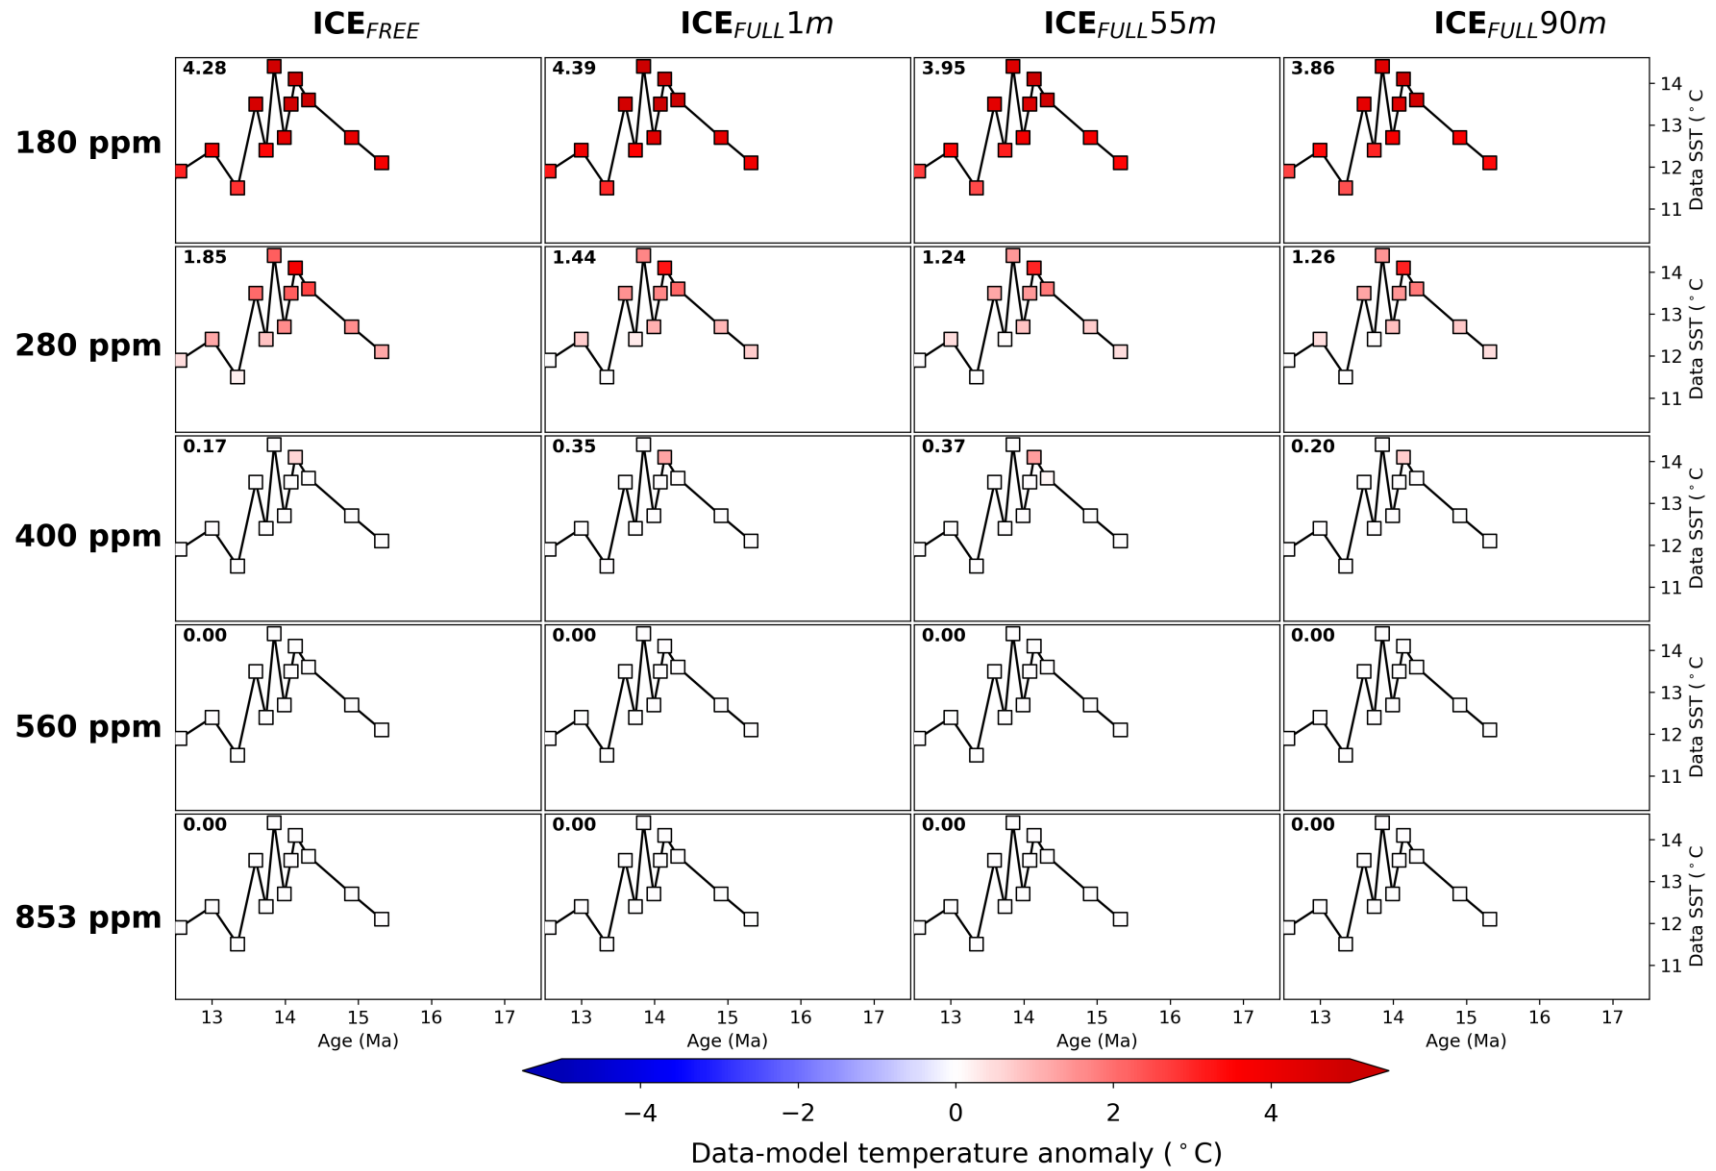 ICE_FREE ICE_FULL1m ICE_FULL55m ICE_FULL90m
180 ppm
4.28 4.39 3.95 3.86
14
13
12
11
Data SST (°C
280 ppm
1.85 1.44 1.24 1.26
14
13
12
11
Data SST (°C
400 ppm
0.17 0.35 0.37 0.20
14
13
12
11
Data SST (°C
560 ppm
0.00 0.00 0.00 0.00
14
13
12
11
Data SST (°C
853 ppm
0.00 0.00 0.00 0.00
14
13
12
11
Data SST (°C
13 14 15 16 17 13 14 15 16 17 13 14 15 16 17 13 14 15 16 17
Age (Ma) Age (Ma) Age (Ma) Age (Ma)
−4 −2 0 2 4
Data-model temperature anomaly (°C)